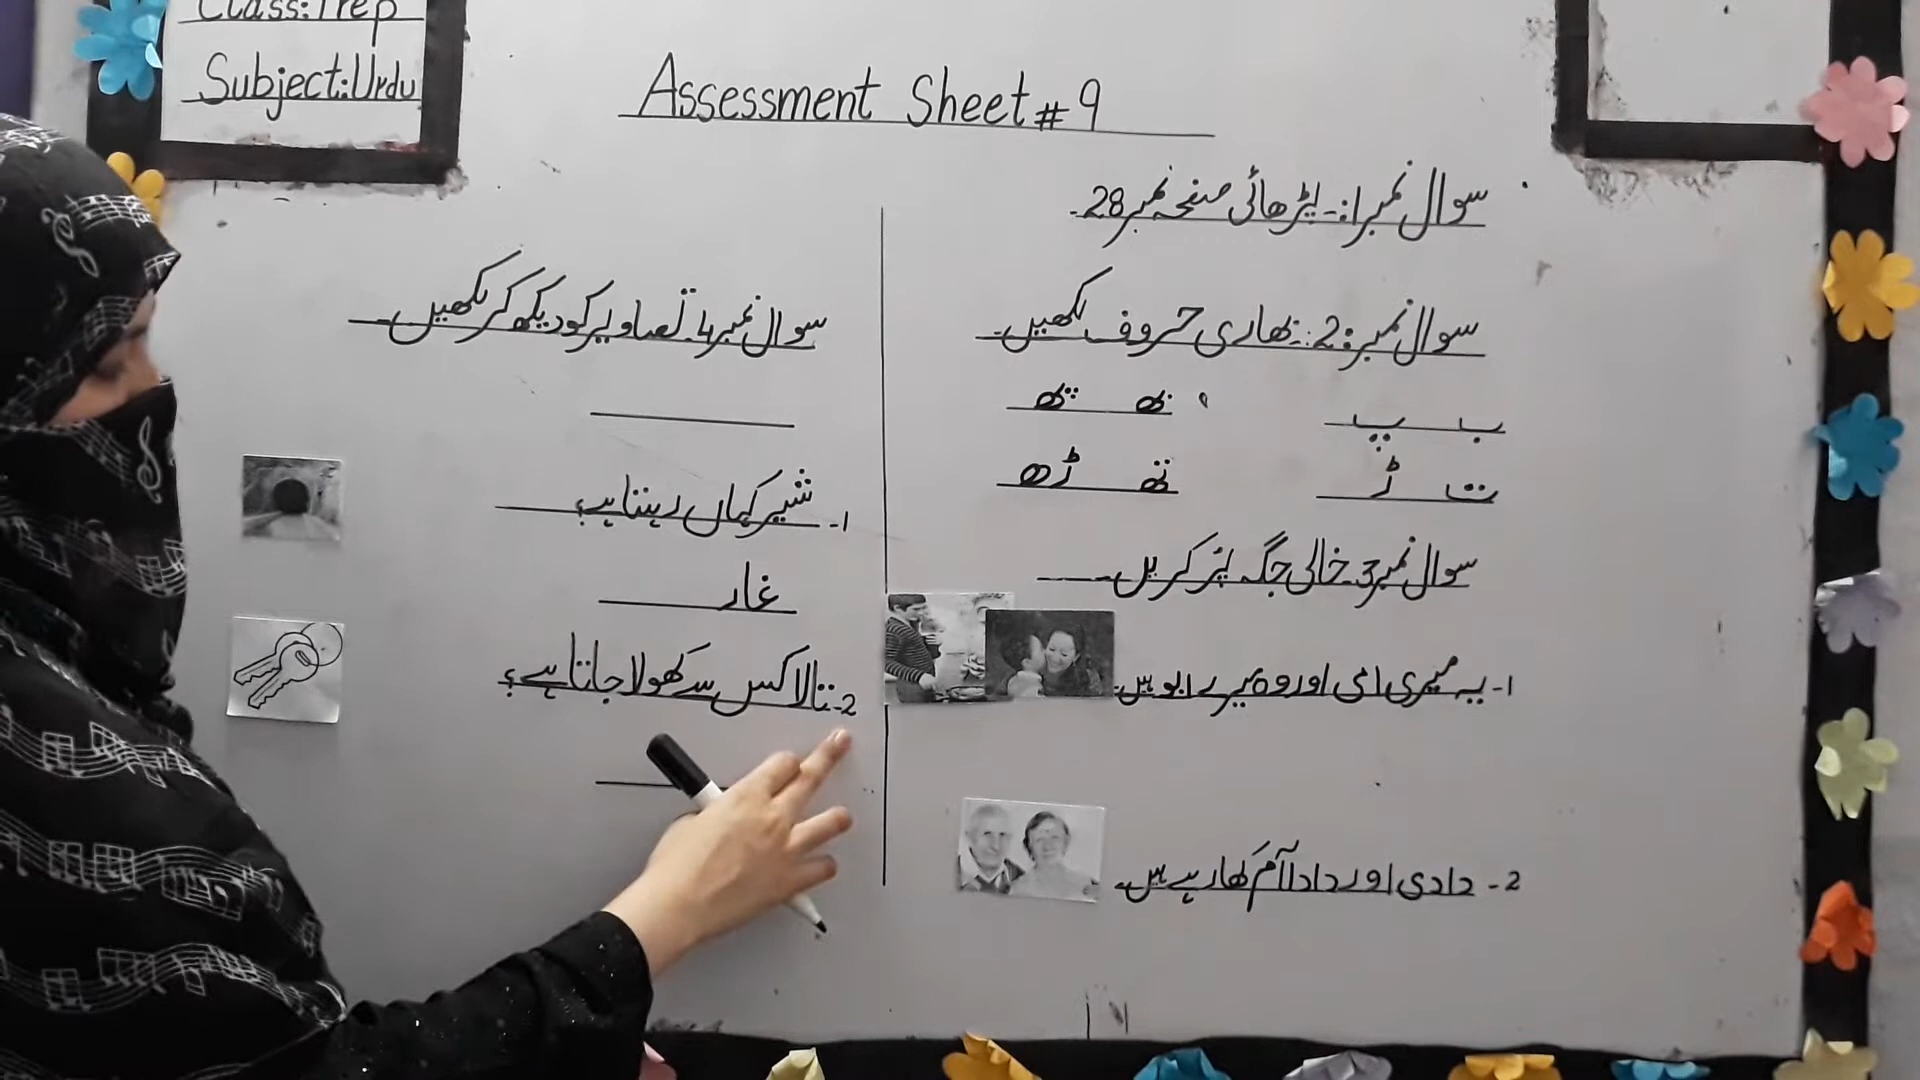 Class: Prep
Subject: Urdu
Assessment Sheet # 9
سوال نمبر 1:- پڑھائی صفحہ نمبر 28-
سوال نمبر 2:- بھاری حروف لکھیں۔
ب پ
بھ پھ
ت ڑ
تھ ڑھ
سوال نمبر 3۔ خالی جگہ پُر کریں۔
1- یہ میری امی اور وہ میرے ابو ہیں۔
2- دادی اور دادا آم کھا رہے ہیں۔
سوال نمبر 4۔ تصاویر کو دیکھ کر لکھیں۔
1- شیر کہاں رہتا ہے؟
غار
2- تالا کس سے کھولا جاتا ہے؟